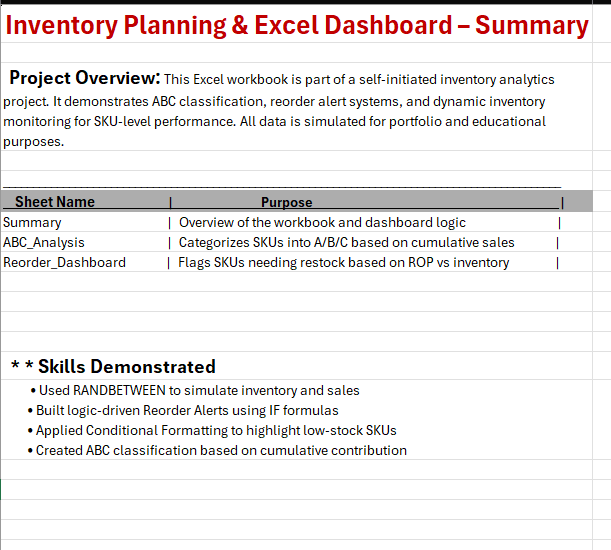 Inventory Planning & Excel Dashboard – Summary
Project Overview: This Excel workbook is part of a self-initiated inventory analytics
project. It demonstrates ABC classification, reorder alert systems, and dynamic inventory
monitoring for SKU-level performance. All data is simulated for portfolio and educational
purposes.
Sheet Name | Purpose |
Summary | Overview of the workbook and dashboard logic |
ABC_Analysis | Categorizes SKUs into A/B/C based on cumulative sales |
Reorder_Dashboard | Flags SKUs needing restock based on ROP vs inventory |
* * Skills Demonstrated
• Used RANDBETWEEN to simulate inventory and sales
• Built logic-driven Reorder Alerts using IF formulas
• Applied Conditional Formatting to highlight low-stock SKUs
• Created ABC classification based on cumulative contribution